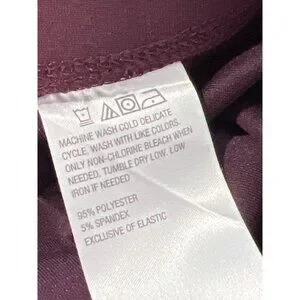 MACHINE WASH COLD DELICATE
CYCLE. WASH WITH LIKE COLORS.
ONLY NON-CHLORINE BLEACH WHEN
NEEDED, TUMBLE DRY LOW, LOW
IRON IF NEEDED
95% POLYESTER
5% SPANDEX
EXCLUSIVE OF ELASTIC